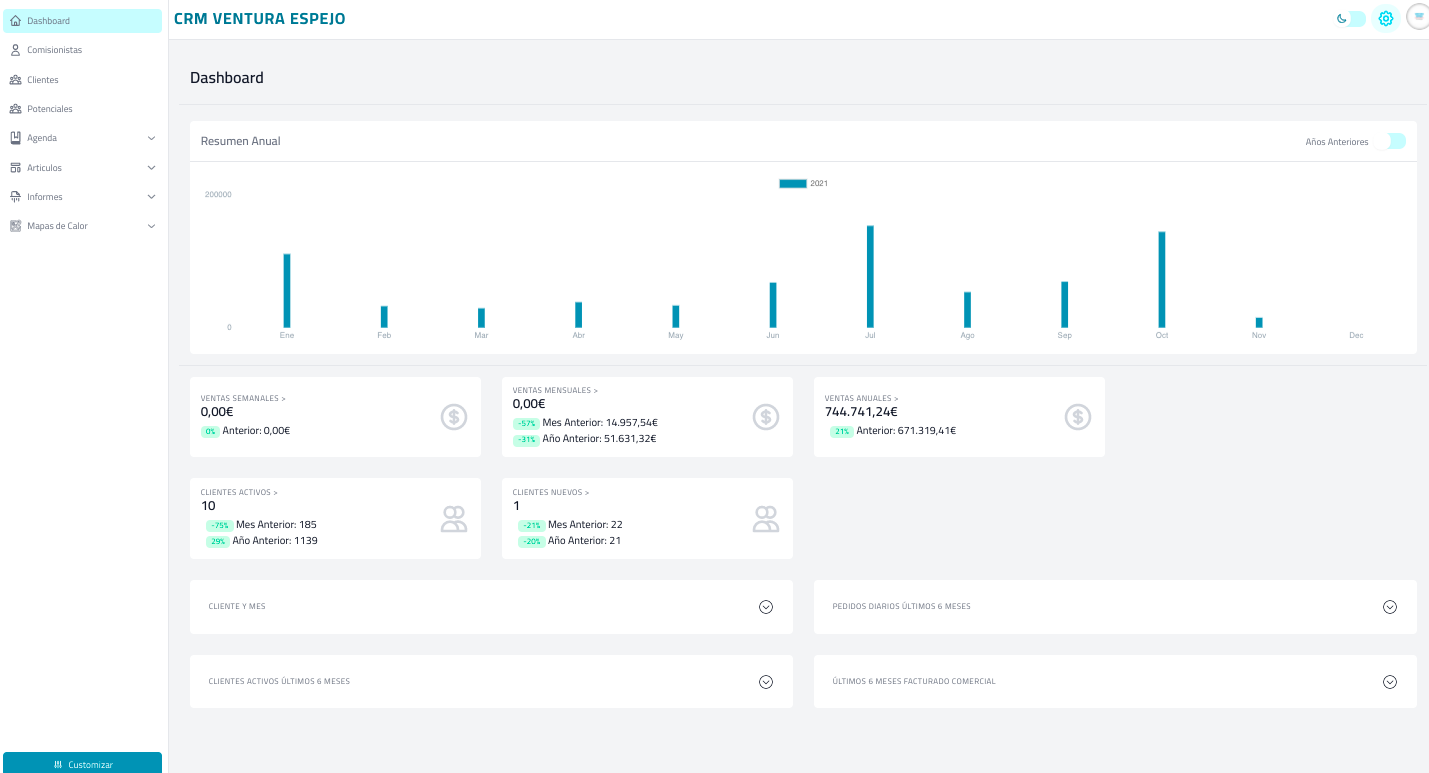 Dashboard
Comisionistas
Clientes
Potenciales
Agenda
Artículos
Informes
Mapas de Calor
Customizar
CRM VENTURA ESPEJO
Dashboard
Resumen Anual
Años Anteriores
2021
200000
0
Ene Feb Mar Abr May Jun Jul Ago Sep Oct Nov Dec
VENTAS SEMANALES >
0,00€
0% Anterior: 0,00€
VENTAS MENSUALES >
0,00€
-57% Mes Anterior: 14.957,54€
-31% Año Anterior: 51.631,32€
VENTAS ANUALES >
744.741,24€
21% Anterior: 671.319,41€
CLIENTES ACTIVOS >
10
-75% Mes Anterior: 185
29% Año Anterior: 1139
CLIENTES NUEVOS >
1
-21% Mes Anterior: 22
-20% Año Anterior: 21
CLIENTE Y MES
PEDIDOS DIARIOS ÚLTIMOS 6 MESES
CLIENTES ACTIVOS ÚLTIMOS 6 MESES
ÚLTIMOS 6 MESES FACTURADO COMERCIAL